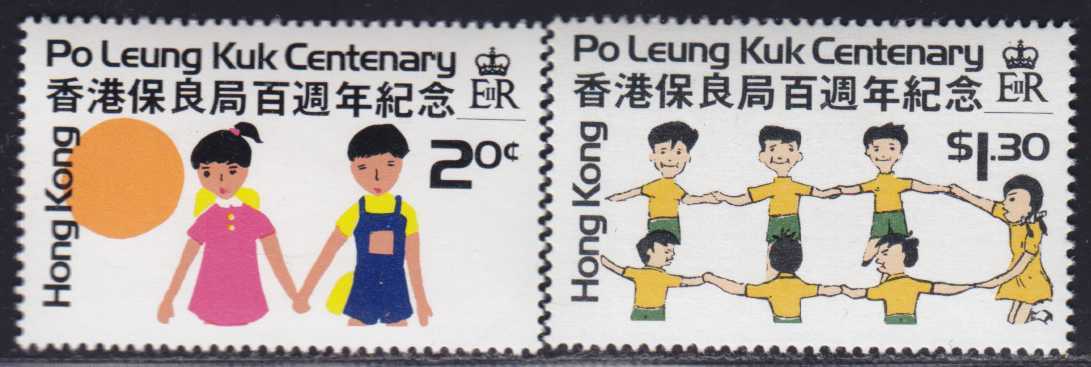 Po Leung Kuk Centenary
香港保良局百週年紀念
EIIR
Hong Kong
20¢
Po Leung Kuk Centenary
香港保良局百週年紀念
EIIR
Hong Kong
$1.30